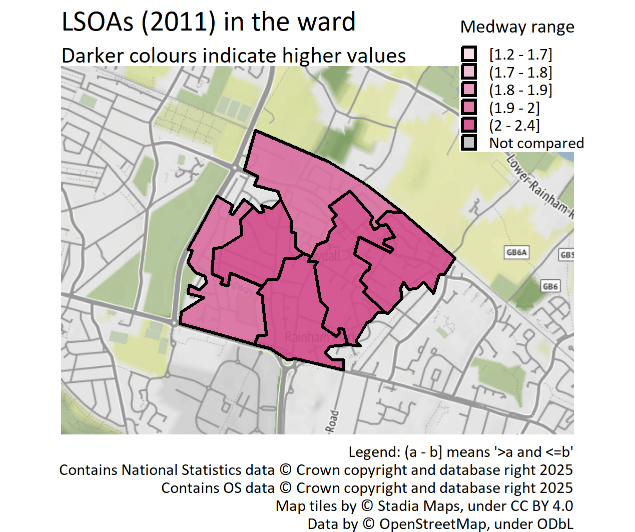 LSOAs (2011) in the ward
Darker colours indicate higher values
Medway range
[1.2 - 1.7]
(1.7 - 1.8]
(1.8 - 1.9]
(1.9 - 2]
(2 - 2.4]
Not compared
Lower-Rainham-R
GB6A
GBS
GB6
Rainham
-Road
Legend: (a - b] means '>a and <=b'
Contains National Statistics data © Crown copyright and database right 2025
Contains OS data © Crown copyright and database right 2025
Map tiles by © Stadia Maps, under CC BY 4.0
Data by © OpenStreetMap, under ODbL